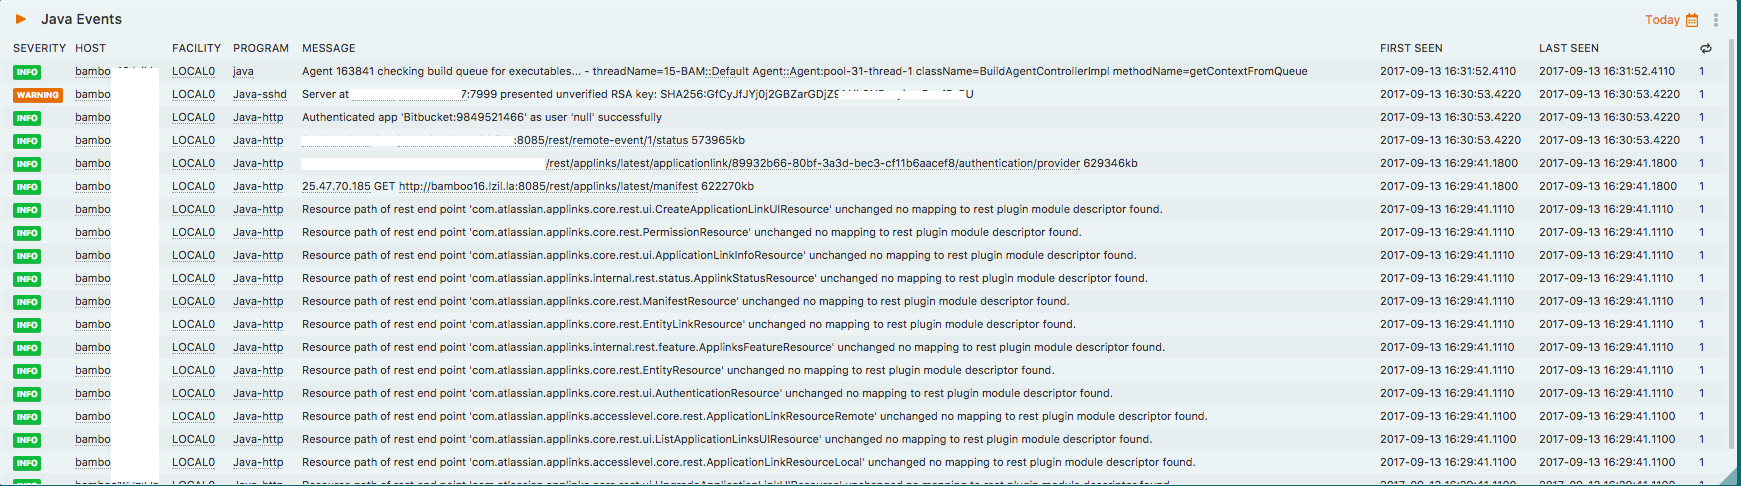 Java Events Today
SEVERITY HOST FACILITY PROGRAM MESSAGE FIRST SEEN LAST SEEN
INFO bambo LOCAL0 java Agent 163841 checking build queue for executables... - threadName=15-BAM::Default Agent::Agent:pool-31-thread-1 className=BuildAgentControllerImpl methodName=getContextFromQueue 2017-09-13 16:31:52.4110 2017-09-13 16:31:52.4110 1
WARNING bambo LOCAL0 Java-sshd Server at 7:7999 presented unverified RSA key: SHA256:GfCyJfJYj0j2GBZarGDjZ9 2017-09-13 16:30:53.4220 2017-09-13 16:30:53.4220 1
INFO bambo LOCAL0 Java-http Authenticated app 'Bitbucket:9849521466' as user 'null' successfully 2017-09-13 16:30:53.4220 2017-09-13 16:30:53.4220 1
INFO bambo LOCAL0 Java-http :8085/rest/remote-event/1/status 573965kb 2017-09-13 16:30:53.4220 2017-09-13 16:30:53.4220 1
INFO bambo LOCAL0 Java-http /rest/applinks/latest/applicationlink/89932b66-80bf-3a3d-bec3-cf11b6aacef8/authentication/provider 629346kb 2017-09-13 16:29:41.1800 2017-09-13 16:29:41.1800 1
INFO bambo LOCAL0 Java-http 25.47.70.185 GET http://bamboo16.lzil.la:8085/rest/applinks/latest/manifest 622270kb 2017-09-13 16:29:41.1800 2017-09-13 16:29:41.1800 1
INFO bambo LOCAL0 Java-http Resource path of rest end point 'com.atlassian.applinks.core.rest.ui.CreateApplicationLinkUIResource' unchanged no mapping to rest plugin module descriptor found. 2017-09-13 16:29:41.1110 2017-09-13 16:29:41.1110 1
INFO bambo LOCAL0 Java-http Resource path of rest end point 'com.atlassian.applinks.core.rest.PermissionResource' unchanged no mapping to rest plugin module descriptor found. 2017-09-13 16:29:41.1110 2017-09-13 16:29:41.1110 1
INFO bambo LOCAL0 Java-http Resource path of rest end point 'com.atlassian.applinks.core.rest.ui.ApplicationLinkInfoResource' unchanged no mapping to rest plugin module descriptor found. 2017-09-13 16:29:41.1110 2017-09-13 16:29:41.1110 1
INFO bambo LOCAL0 Java-http Resource path of rest end point 'com.atlassian.applinks.internal.rest.status.ApplinkStatusResource' unchanged no mapping to rest plugin module descriptor found. 2017-09-13 16:29:41.1110 2017-09-13 16:29:41.1110 1
INFO bambo LOCAL0 Java-http Resource path of rest end point 'com.atlassian.applinks.core.rest.ManifestResource' unchanged no mapping to rest plugin module descriptor found. 2017-09-13 16:29:41.1110 2017-09-13 16:29:41.1110 1
INFO bambo LOCAL0 Java-http Resource path of rest end point 'com.atlassian.applinks.core.rest.EntityLinkResource' unchanged no mapping to rest plugin module descriptor found. 2017-09-13 16:29:41.1110 2017-09-13 16:29:41.1110 1
INFO bambo LOCAL0 Java-http Resource path of rest end point 'com.atlassian.applinks.internal.rest.feature.ApplinksFeatureResource' unchanged no mapping to rest plugin module descriptor found. 2017-09-13 16:29:41.1110 2017-09-13 16:29:41.1110 1
INFO bambo LOCAL0 Java-http Resource path of rest end point 'com.atlassian.applinks.core.rest.EntityResource' unchanged no mapping to rest plugin module descriptor found. 2017-09-13 16:29:41.1110 2017-09-13 16:29:41.1110 1
INFO bambo LOCAL0 Java-http Resource path of rest end point 'com.atlassian.applinks.core.rest.ui.AuthenticationResource' unchanged no mapping to rest plugin module descriptor found. 2017-09-13 16:29:41.1110 2017-09-13 16:29:41.1110 1
INFO bambo LOCAL0 Java-http Resource path of rest end point 'com.atlassian.applinks.accesslevel.core.rest.ApplicationLinkResourceRemote' unchanged no mapping to rest plugin module descriptor found. 2017-09-13 16:29:41.1100 2017-09-13 16:29:41.1100 1
INFO bambo LOCAL0 Java-http Resource path of rest end point 'com.atlassian.applinks.core.rest.ui.ListApplicationLinksUIResource' unchanged no mapping to rest plugin module descriptor found. 2017-09-13 16:29:41.1100 2017-09-13 16:29:41.1100 1
INFO bambo LOCAL0 Java-http Resource path of rest end point 'com.atlassian.applinks.accesslevel.core.rest.ApplicationLinkResourceLocal' unchanged no mapping to rest plugin module descriptor found. 2017-09-13 16:29:41.1100 2017-09-13 16:29:41.1100 1